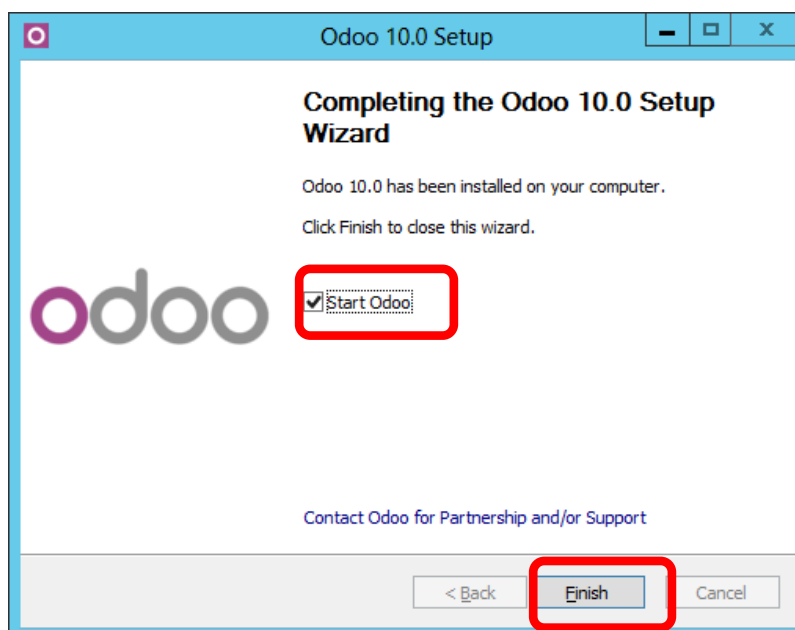 Odoo 10.0 Setup
Completing the Odoo 10.0 Setup
Wizard
Odoo 10.0 has been installed on your computer.
Click Finish to close this wizard.
odoo
Start Odoo
Contact Odoo for Partnership and/or Support
< Back Finish Cancel